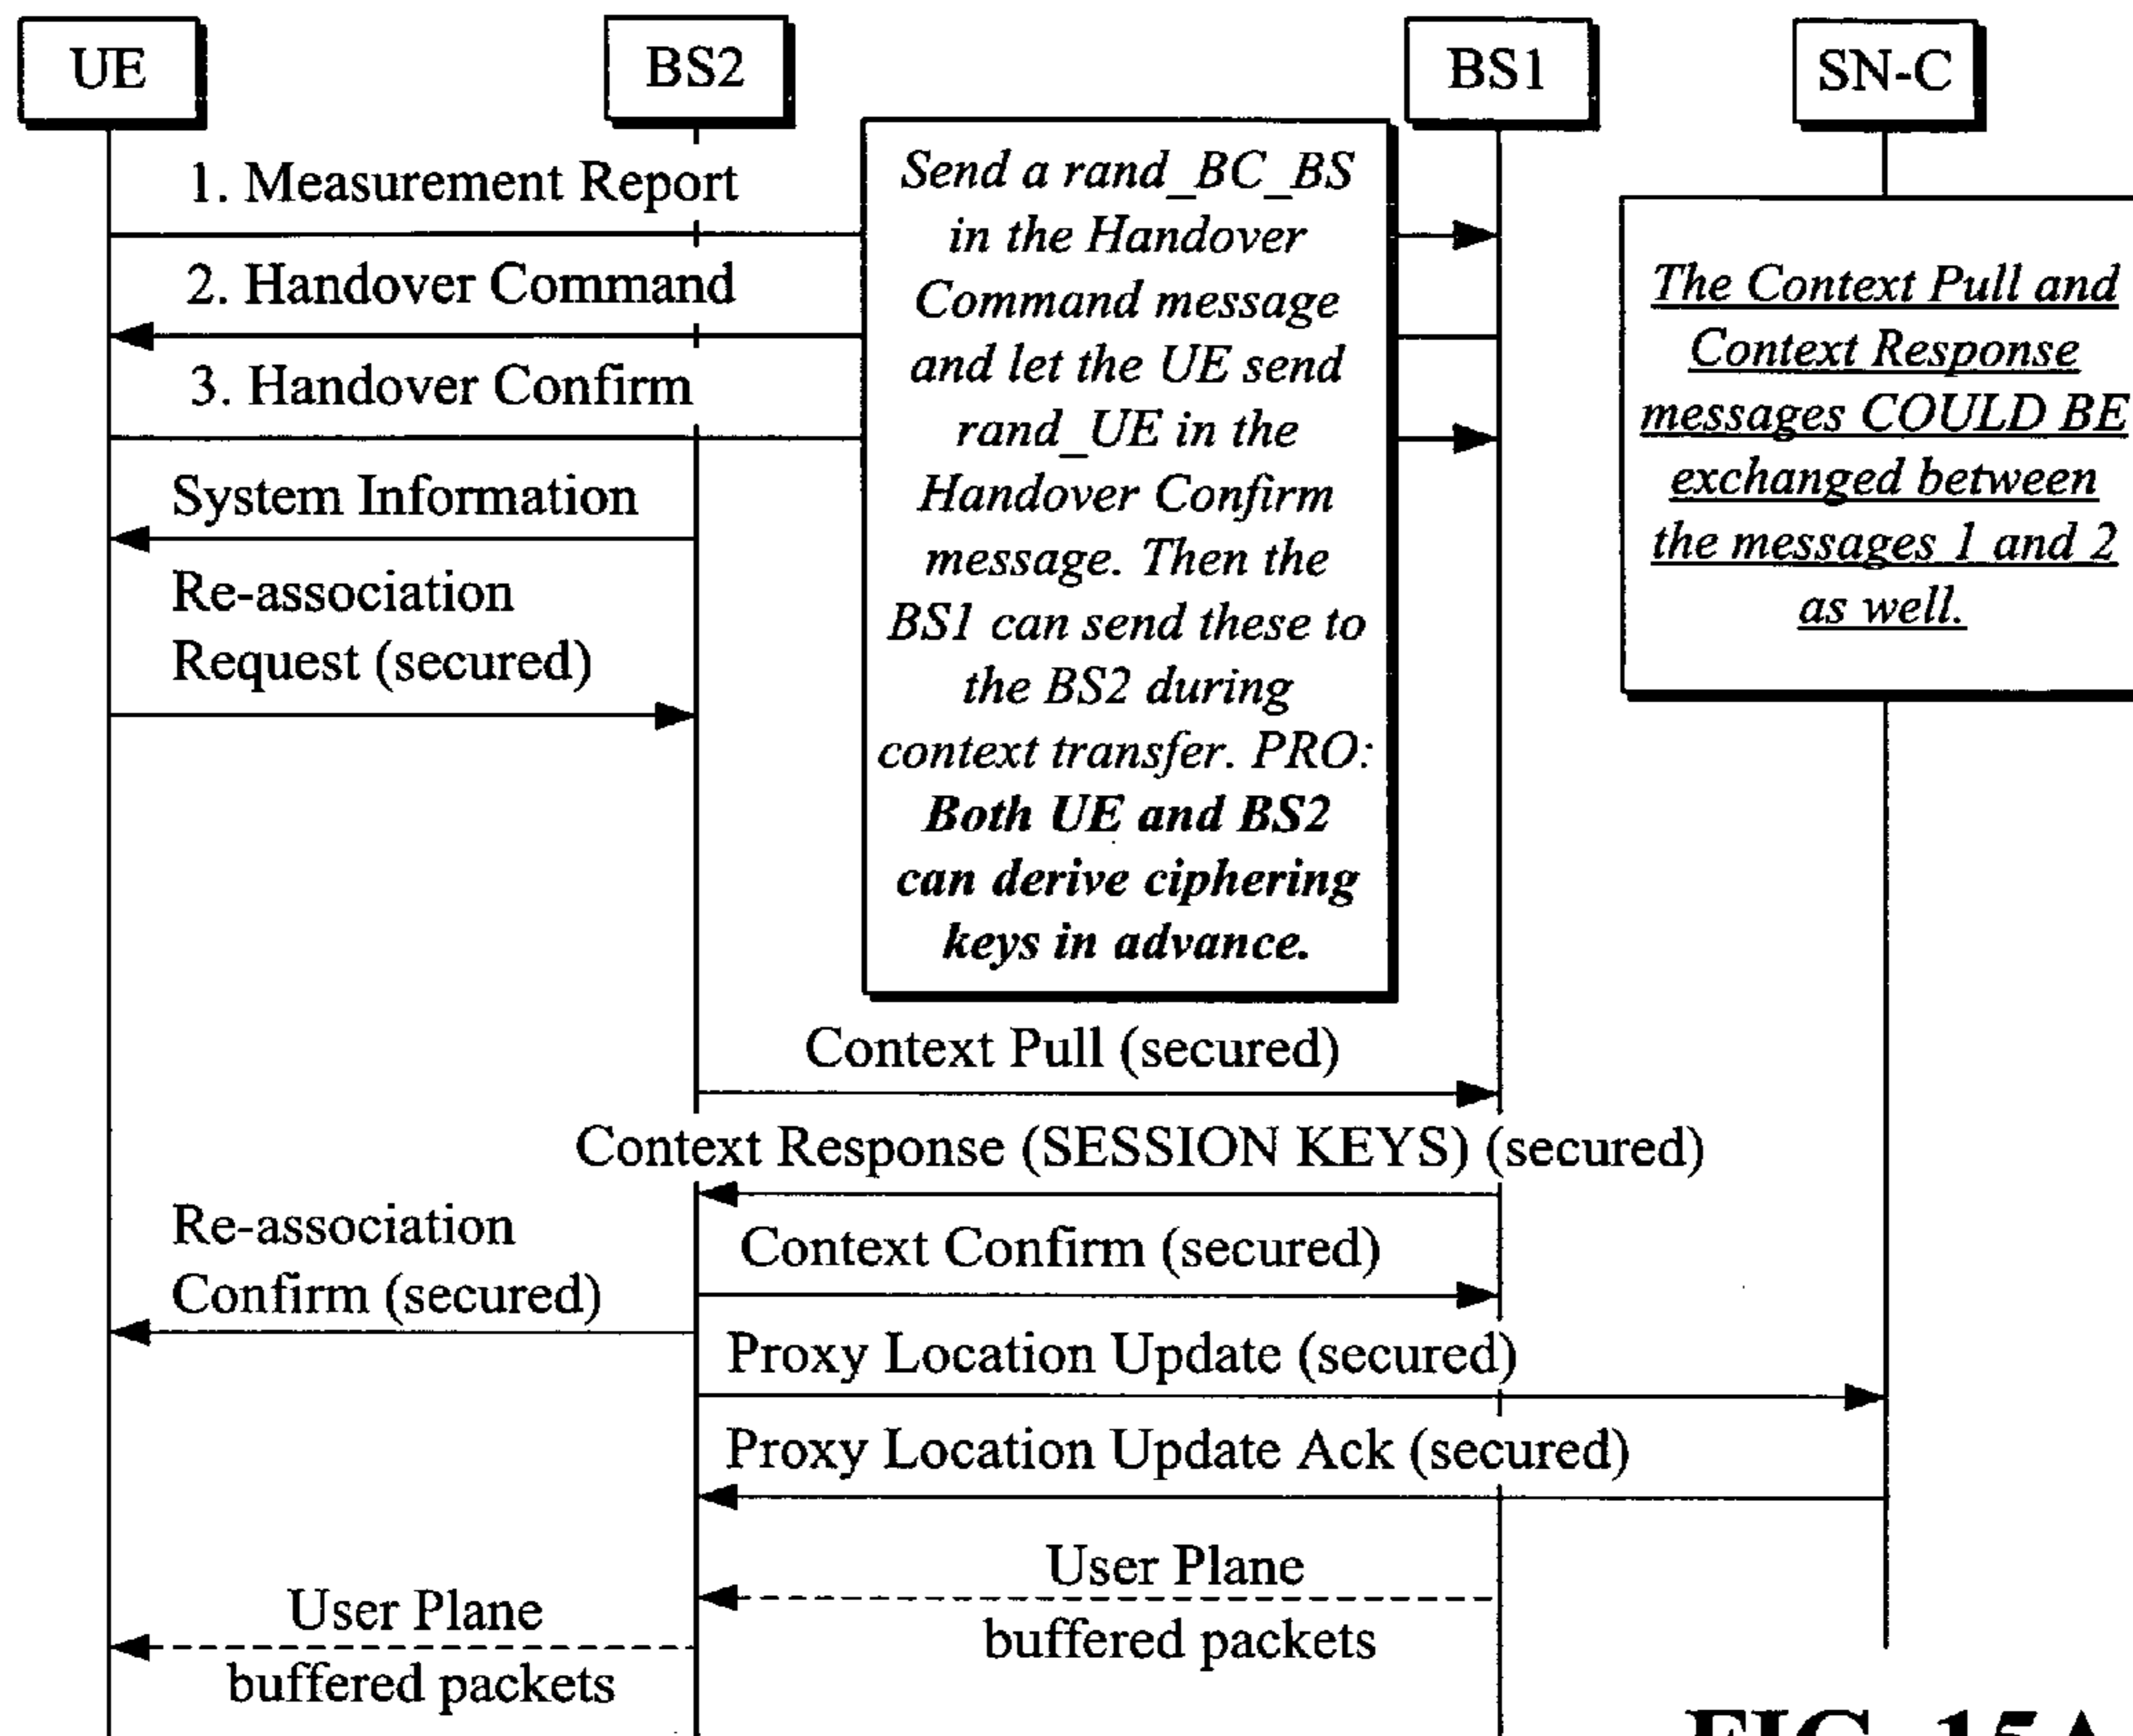 UE
BS2
BS1
SN-C
1. Measurement Report
2. Handover Command
3. Handover Confirm
System Information
Re-association
Request (secured)
Send a rand_BC_BS
in the Handover
Command message
and let the UE send
rand_UE in the
Handover Confirm
message. Then the
BS1 can send these to
the BS2 during
context transfer. PRO:
Both UE and BS2
can derive ciphering
keys in advance.
The Context Pull and
Context Response
messages COULD BE
exchanged between
the messages 1 and 2
as well.
Context Pull (secured)
Context Response (SESSION KEYS) (secured)
Re-association
Confirm (secured)
Context Confirm (secured)
Proxy Location Update (secured)
Proxy Location Update Ack (secured)
User Plane
buffered packets
User Plane
buffered packets
FIG. 15A